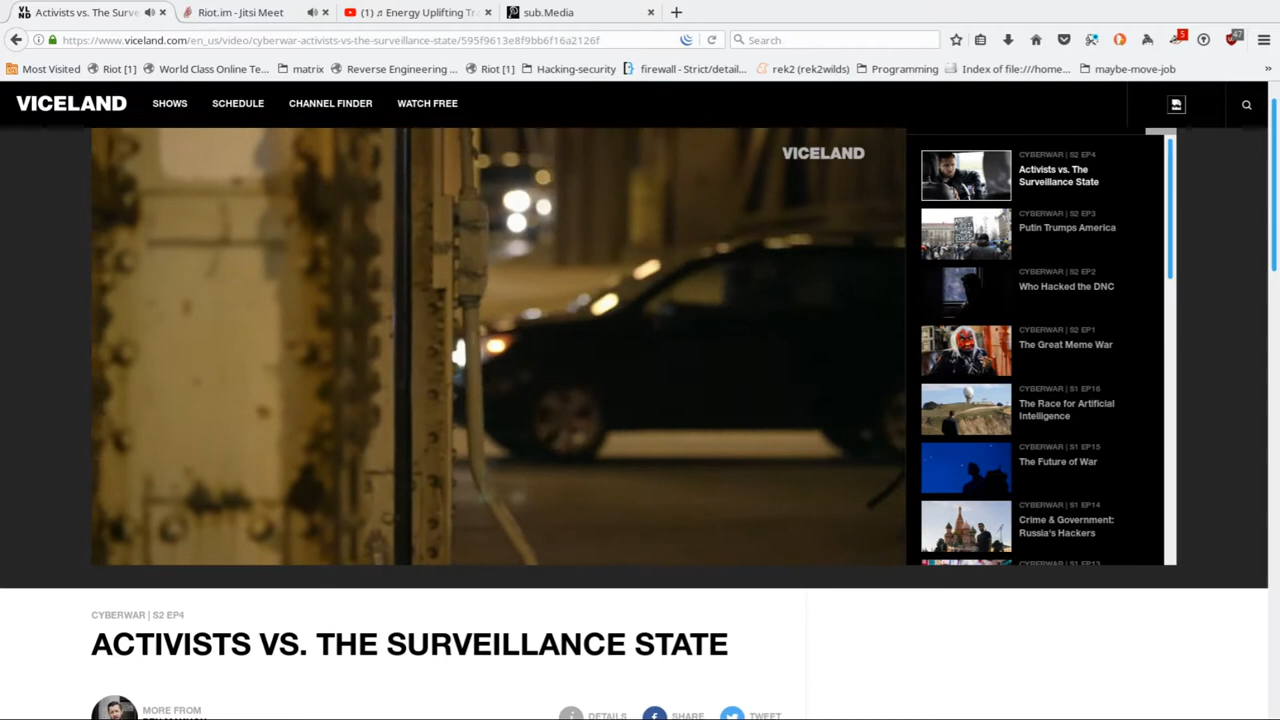 Activists vs. The Surve
Riot.im - Jitsi Meet
(1) ♫ Energy Uplifting Tra
sub.Media
https://www.viceland.com/en_us/video/cyberwar-activists-vs-the-surveillance-state/595f9613e8f9bb6f16a2126f
Search
5
47
Most Visited
Riot [1]
World Class Online Te...
matrix
Reverse Engineering ...
Riot [1]
Hacking-security
firewall - Strict/detail...
rek2 (rek2wilds)
Programming
Index of file:///home...
maybe-move-job
VICELAND
SHOWS
SCHEDULE
CHANNEL FINDER
WATCH FREE
VICELAND
CYBERWAR | S2 EP4
Activists vs. The
Surveillance State
CYBERWAR | S2 EP3
Putin Trumps America
CYBERWAR | S2 EP2
Who Hacked the DNC
CYBERWAR | S2 EP1
The Great Meme War
CYBERWAR | S1 EP16
The Race for Artificial
Intelligence
CYBERWAR | S1 EP15
The Future of War
CYBERWAR | S1 EP14
Crime & Government:
Russia's Hackers
CYBERWAR | S1 EP13
CYBERWAR | S2 EP4
ACTIVISTS VS. THE SURVEILLANCE STATE
MORE FROM
DETAILS
SHARE
TWEET